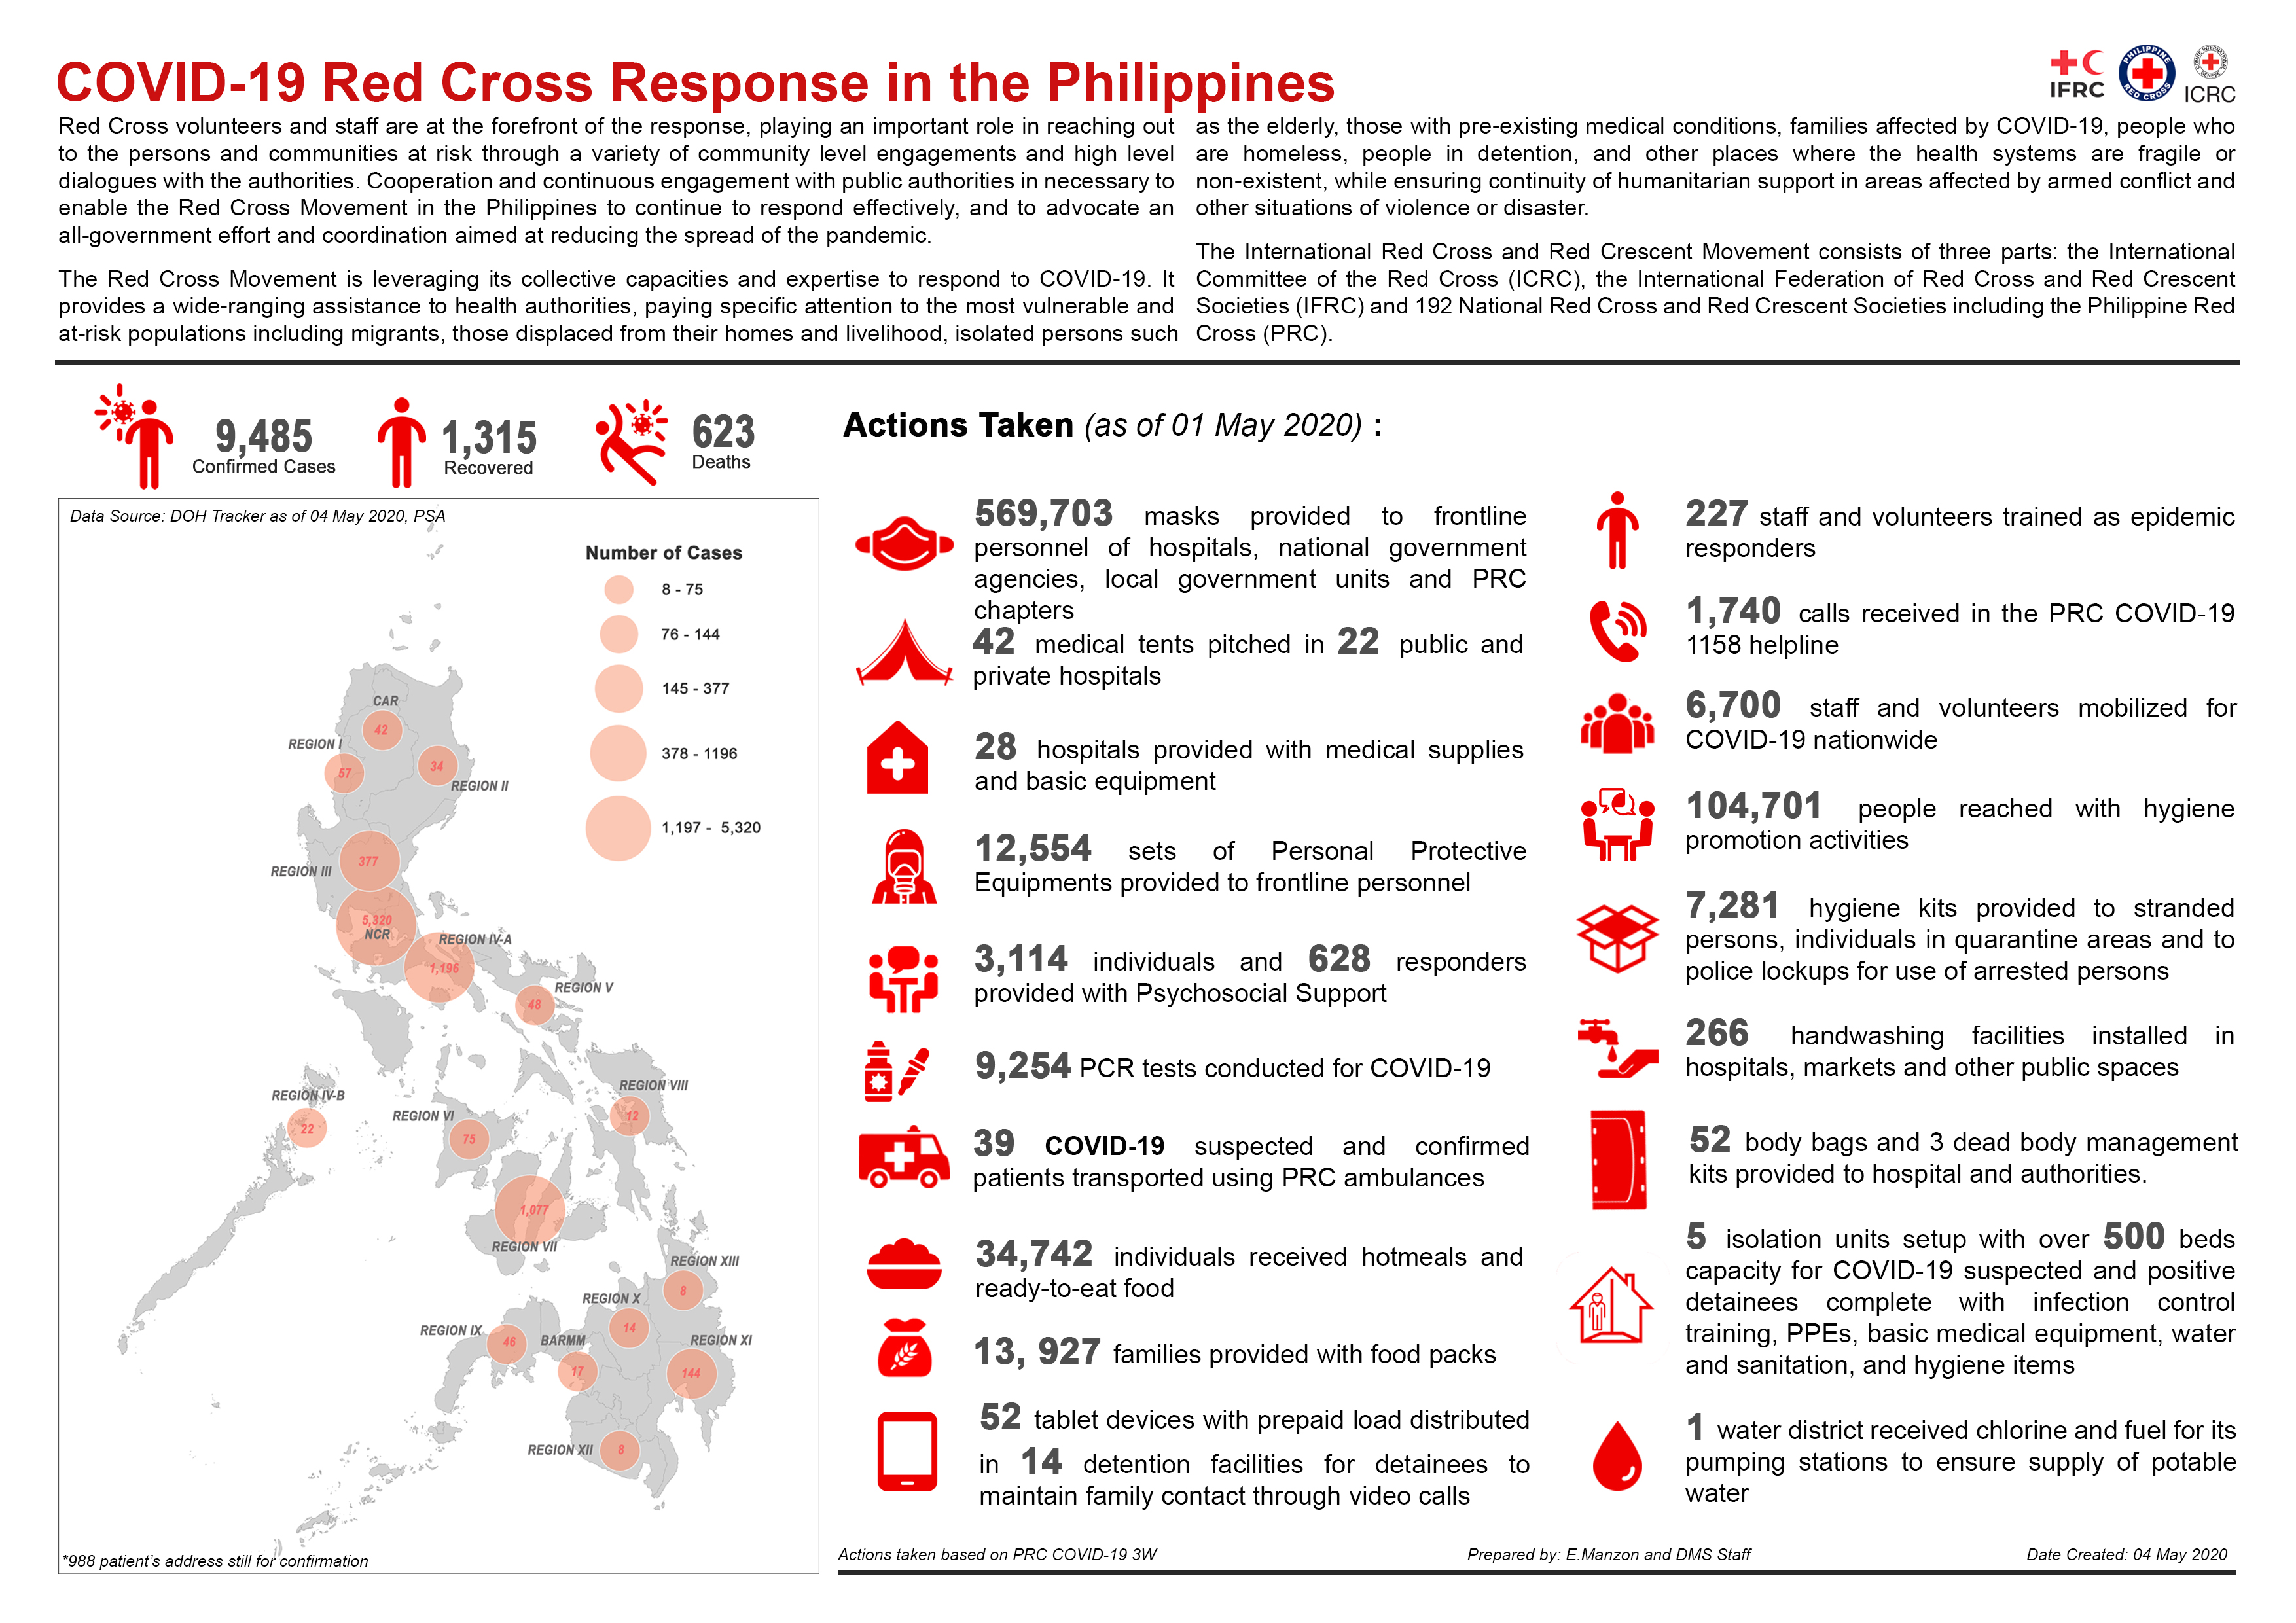 COVID-19 Red Cross Response in the Philippines
IFRC
PHILIPPINE RED CROSS
COMITE INTERNATIONAL GENEVE
ICRC
Red Cross volunteers and staff are at the forefront of the response, playing an important role in reaching out
to the persons and communities at risk through a variety of community level engagements and high level
dialogues with the authorities. Cooperation and continuous engagement with public authorities in necessary to
enable the Red Cross Movement in the Philippines to continue to respond effectively, and to advocate an
all-government effort and coordination aimed at reducing the spread of the pandemic.
The Red Cross Movement is leveraging its collective capacities and expertise to respond to COVID-19. It
provides a wide-ranging assistance to health authorities, paying specific attention to the most vulnerable and
at-risk populations including migrants, those displaced from their homes and livelihood, isolated persons such
as the elderly, those with pre-existing medical conditions, families affected by COVID-19, people who
are homeless, people in detention, and other places where the health systems are fragile or
non-existent, while ensuring continuity of humanitarian support in areas affected by armed conflict and
other situations of violence or disaster.
The International Red Cross and Red Crescent Movement consists of three parts: the International
Committee of the Red Cross (ICRC), the International Federation of Red Cross and Red Crescent
Societies (IFRC) and 192 National Red Cross and Red Crescent Societies including the Philippine Red
Cross (PRC).
9,485
Confirmed Cases
1,315
Recovered
623
Deaths
Data Source: DOH Tracker as of 04 May 2020, PSA
Number of Cases
8 - 75
76 - 144
145 - 377
378 - 1196
1,197 - 5,320
CAR
42
REGION I
57
34
REGION II
377
REGION III
5,320
NCR
REGION IV-A
1,196
REGION V
48
REGION IV-B
22
REGION VI
75
REGION VIII
12
1,077
REGION VII
REGION XIII
8
REGION X
14
REGION IX
46
BARMM
17
REGION XI
144
REGION XII
8
*988 patient's address still for confirmation
Actions Taken (as of 01 May 2020) :
569,703 masks provided to frontline
personnel of hospitals, national government
agencies, local government units and PRC
chapters
42 medical tents pitched in 22 public and
private hospitals
28 hospitals provided with medical supplies
and basic equipment
12,554 sets of Personal Protective
Equipments provided to frontline personnel
3,114 individuals and 628 responders
provided with Psychosocial Support
9,254 PCR tests conducted for COVID-19
39 COVID-19 suspected and confirmed
patients transported using PRC ambulances
34,742 individuals received hotmeals and
ready-to-eat food
13, 927 families provided with food packs
52 tablet devices with prepaid load distributed
in 14 detention facilities for detainees to
maintain family contact through video calls
227 staff and volunteers trained as epidemic
responders
1,740 calls received in the PRC COVID-19
1158 helpline
6,700 staff and volunteers mobilized for
COVID-19 nationwide
104,701 people reached with hygiene
promotion activities
7,281 hygiene kits provided to stranded
persons, individuals in quarantine areas and to
police lockups for use of arrested persons
266 handwashing facilities installed in
hospitals, markets and other public spaces
52 body bags and 3 dead body management
kits provided to hospital and authorities.
5 isolation units setup with over 500 beds
capacity for COVID-19 suspected and positive
detainees complete with infection control
training, PPEs, basic medical equipment, water
and sanitation, and hygiene items
1 water district received chlorine and fuel for its
pumping stations to ensure supply of potable
water
Actions taken based on PRC COVID-19 3W
Prepared by: E.Manzon and DMS Staff
Date Created: 04 May 2020